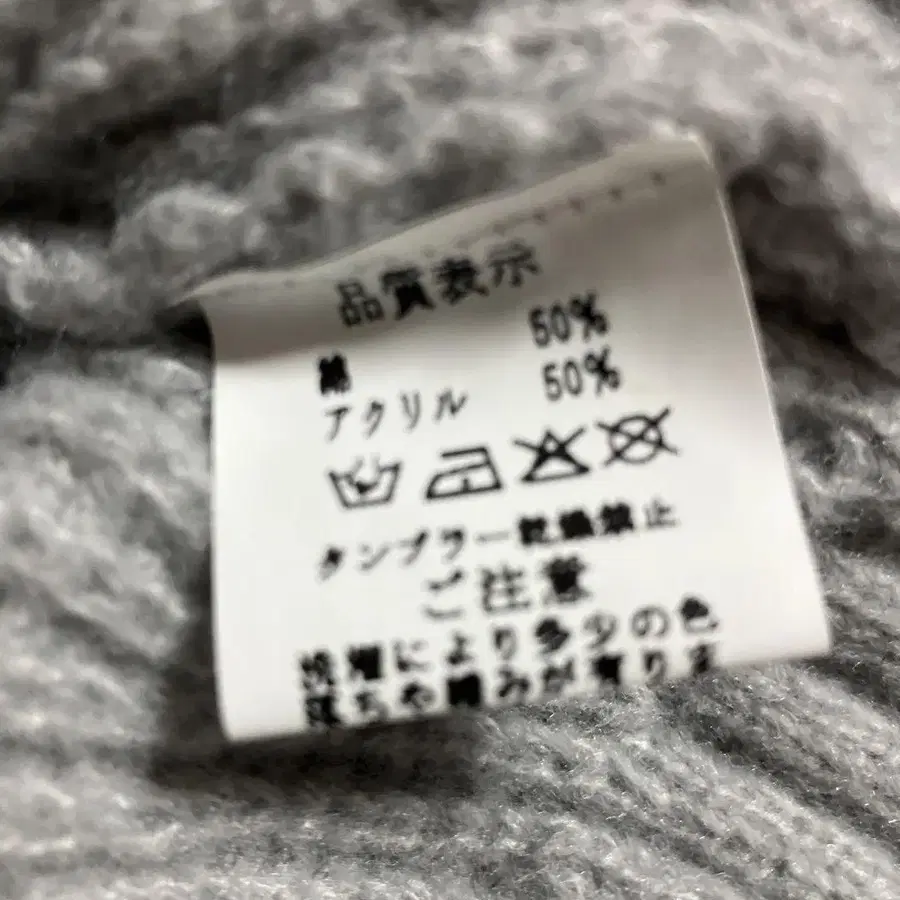 品質表示
綿 50%
アクリル 50%
タンブラー乾燥禁止
ご注意
洗濯により多少の色
落ちや縮みが有りま